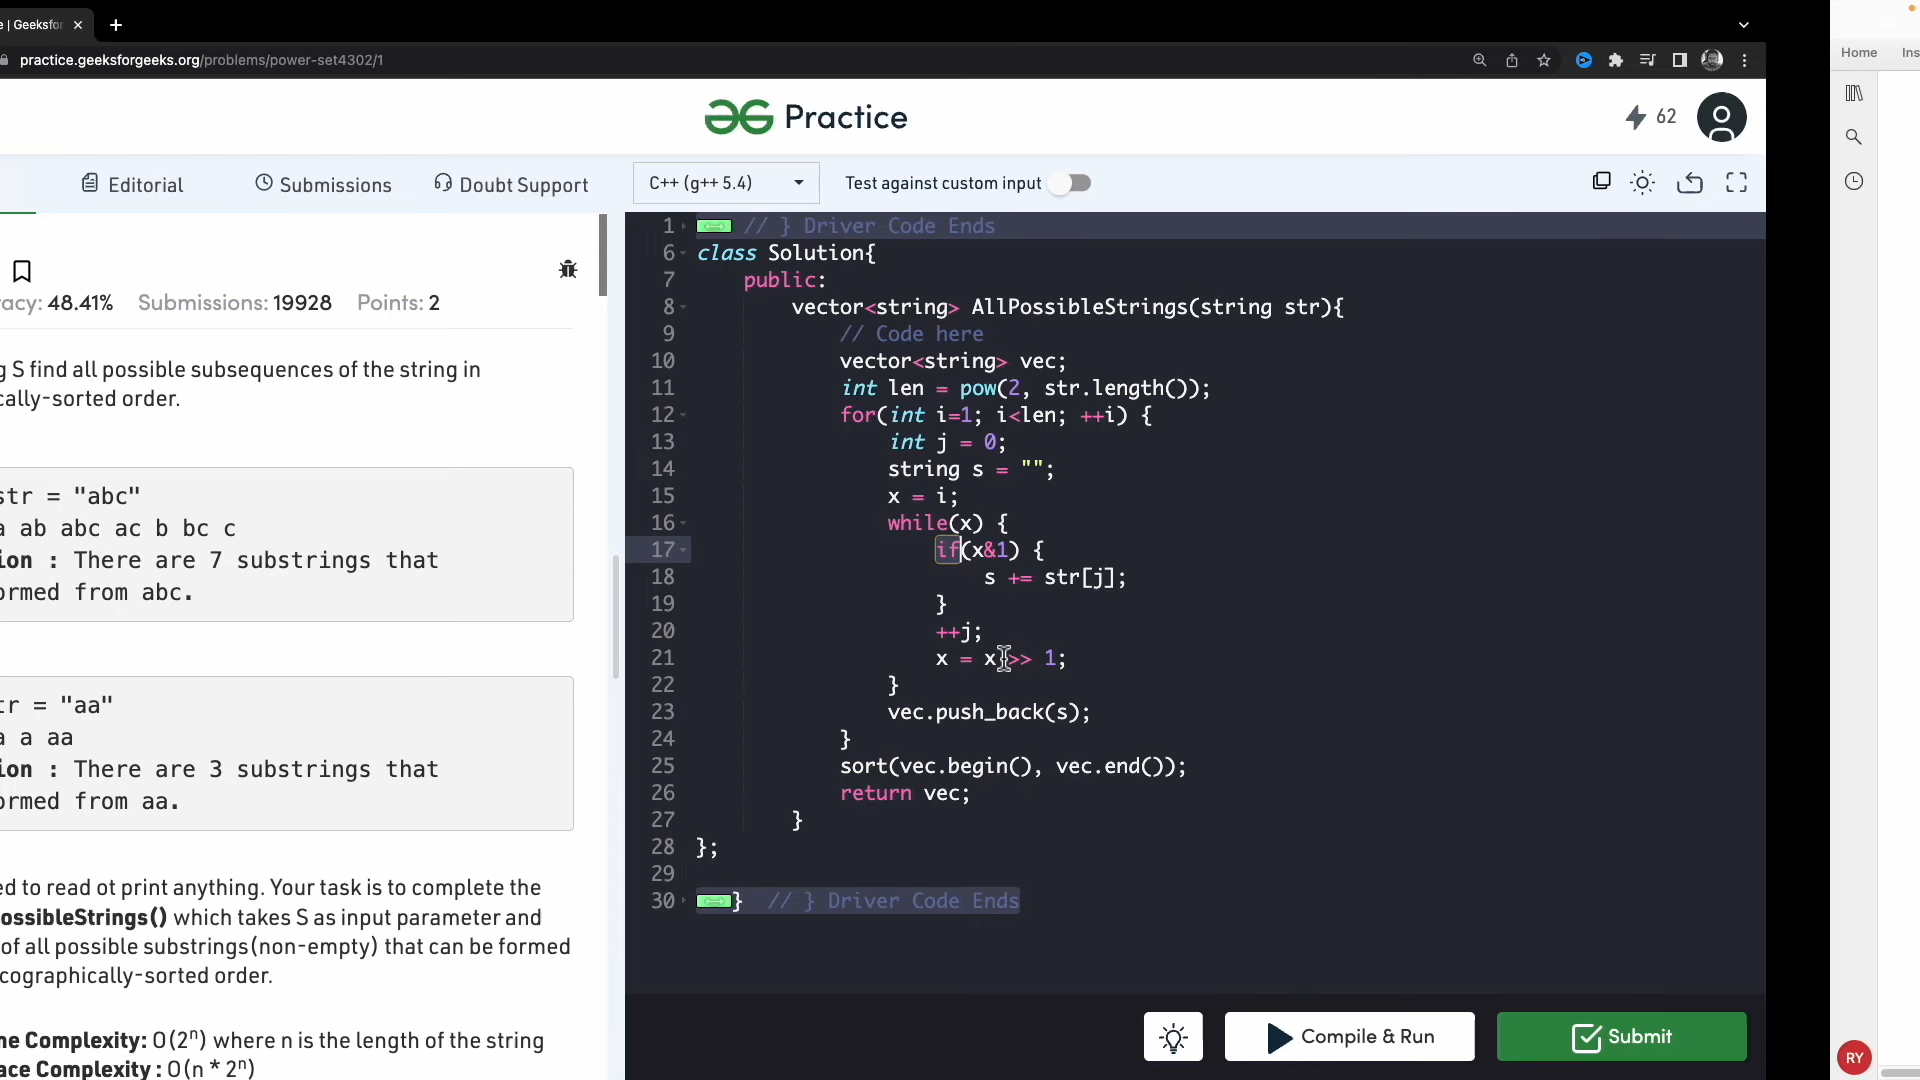 e | Geeksfor
practice.geeksforgeeks.org/problems/power-set4302/1
Home Ins
Practice
62
Editorial
Submissions
Doubt Support
C++ (g++ 5.4)
Test against custom input
acy: 48.41% Submissions: 19928 Points: 2
g S find all possible subsequences of the string in
cally-sorted order.
str = "abc"
a ab abc ac b bc c
ion : There are 7 substrings that
ormed from abc.
tr = "aa"
a a aa
ion : There are 3 substrings that
ormed from aa.
ed to read ot print anything. Your task is to complete the
ossibleStrings() which takes S as input parameter and
of all possible substrings(non-empty) that can be formed
cographically-sorted order.
me Complexity: O(2ⁿ) where n is the length of the string
ace Complexity : O(n * 2ⁿ)
1 // } Driver Code Ends
6 class Solution{
7 public:
8 vector<string> AllPossibleStrings(string str){
9 // Code here
10 vector<string> vec;
11 int len = pow(2, str.length());
12 for(int i=1; i<len; ++i) {
13 int j = 0;
14 string s = "";
15 x = i;
16 while(x) {
17 if(x&1) {
18 s += str[j];
19 }
20 ++j;
21 x = x >> 1;
22 }
23 vec.push_back(s);
24 }
25 sort(vec.begin(), vec.end());
26 return vec;
27 }
28 };
29
30 } // } Driver Code Ends
Compile & Run
Submit
RY